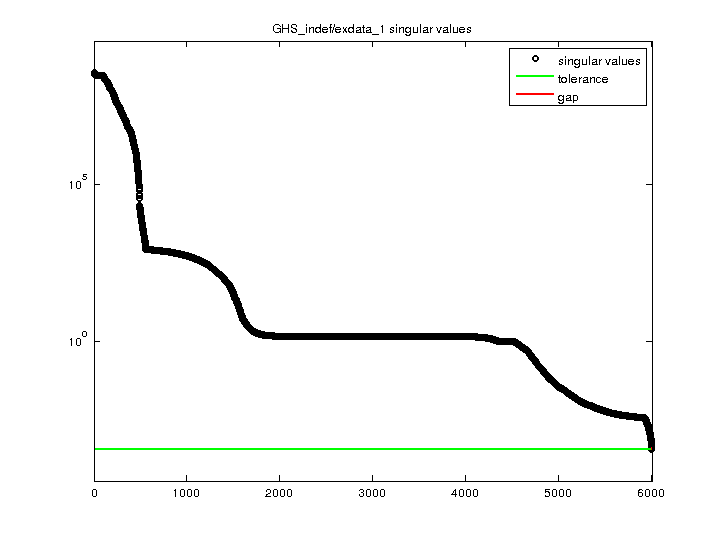 GHS_indef/exdata_1 singular values
singular values
tolerance
gap
10^5
10^0
0 1000 2000 3000 4000 5000 6000